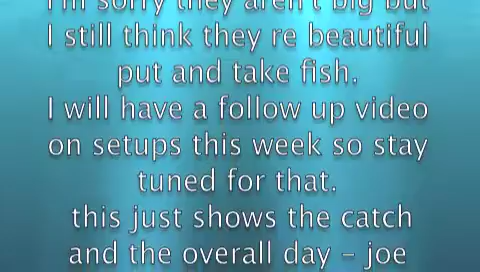 I'm sorry they aren't big but
I still think they re beautiful
put and take fish.
I will have a follow up video
on setups this week so stay
tuned for that.
this just shows the catch
and the overall day – joe